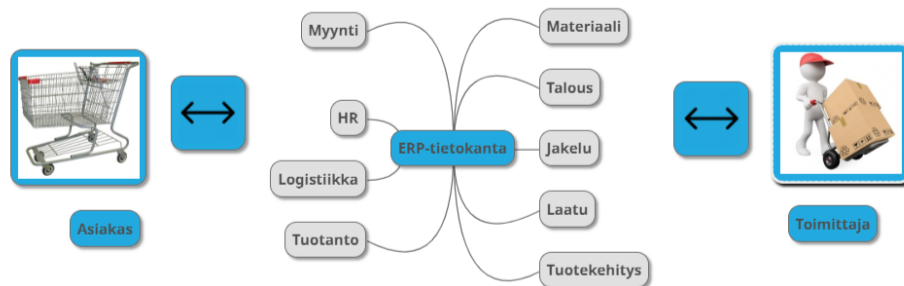 Myynti
Materiaali
Talous
HR
ERP-tietokanta
Jakelu
Logistiikka
Laatu
Asiakas
Toimittaja
Tuotanto
Tuotekehitys